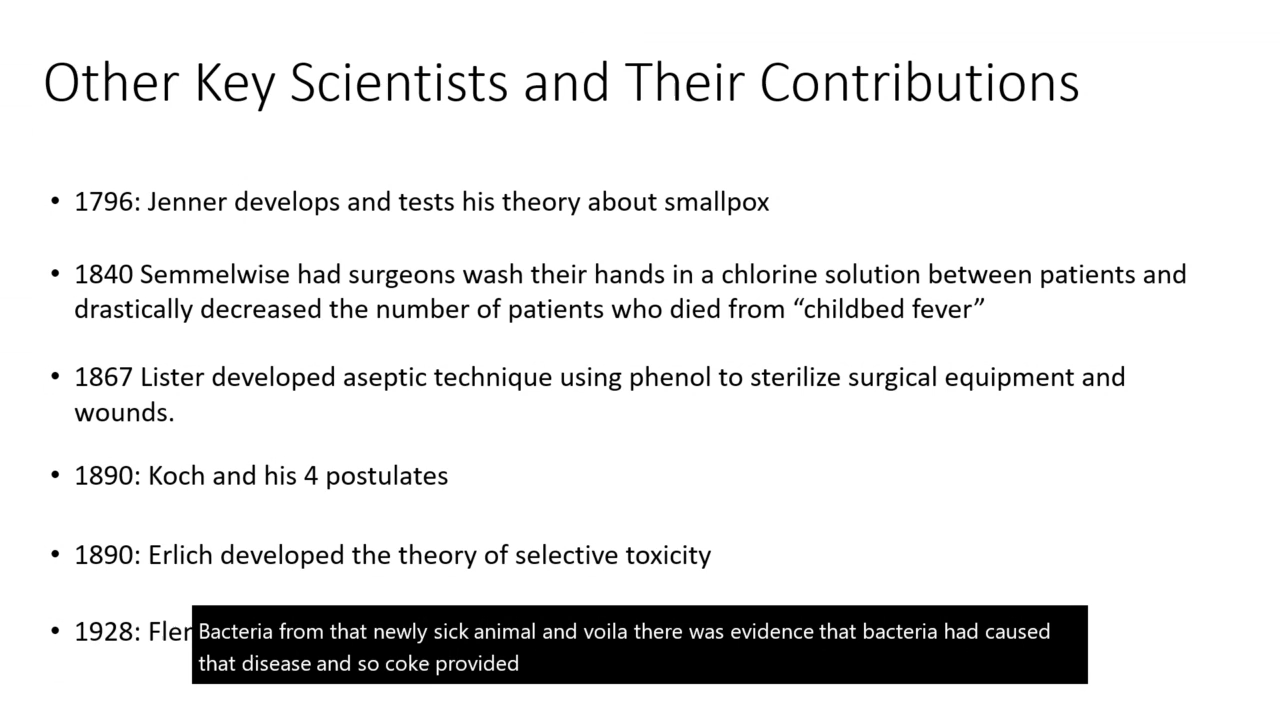 Other Key Scientists and Their Contributions
• 1796: Jenner develops and tests his theory about smallpox
• 1840 Semmelwise had surgeons wash their hands in a chlorine solution between patients and
drastically decreased the number of patients who died from “childbed fever”
• 1867 Lister developed aseptic technique using phenol to sterilize surgical equipment and
wounds.
• 1890: Koch and his 4 postulates
• 1890: Erlich developed the theory of selective toxicity
• 1928:
Bacteria from that newly sick animal and voila there was evidence that bacteria had caused
that disease and so coke provided